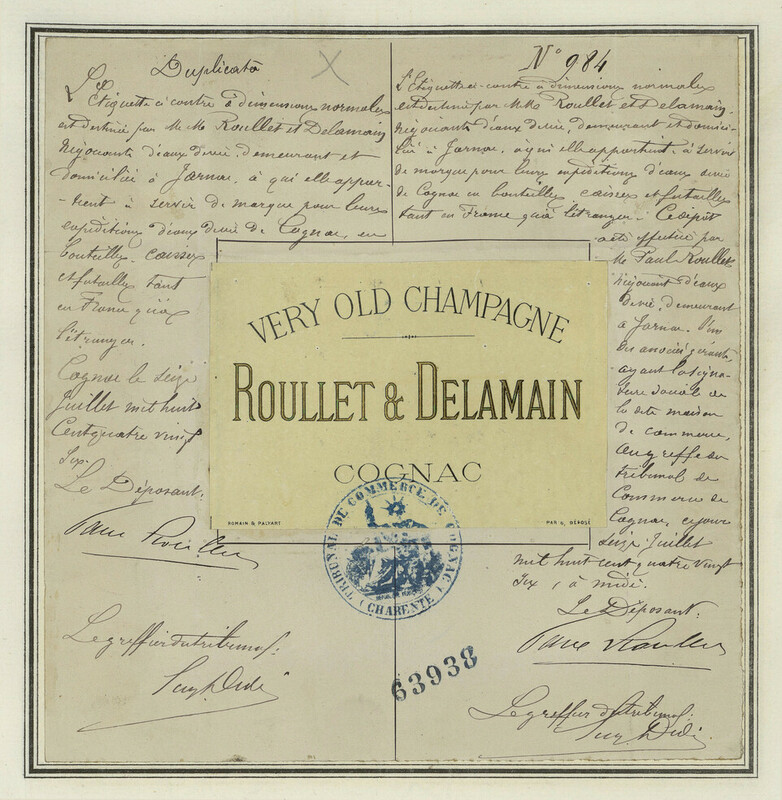 Duplicata
L'Etiquette ci contre à dimensions normales
est destinée par M.M. Roullet et Delamain
Négociants d'eaux de vie, demeurant et
domiciliés à Jarnac, à qui elle appar-
tient à servir de marque pour leurs
expéditions d'eaux de vie de Cognac, en
bouteilles, caisses
et futailles tant
en France qu'à
l'étranger.
Cognac le seize
Juillet mil huit
Cent quatre vingt
six.
Le Déposant:
Paul Roullet
Le greffier du tribunal:
N° 984
L'Etiquette ci-contre à dimensions normales
est destinée par M.M. Roullet et Delamain
Négociants d'eaux de vie, demeurant et domici-
liés à Jarnac, à qui elle appartient, à servir
de marque pour leurs expéditions d'eaux de vie
de Cognac en bouteilles, caisses et futailles
tant en France qu'à l'étranger. Ce dépôt
a été effectué par
M. Paul Roullet
Négociant d'eaux
de vie, demeurant
à Jarnac, l'un
des associés gérants,
ayant la signa-
ture sociale de
la dite maison
de commerce,
au greffe du
tribunal de
Commerce de
Cognac, ce jour
seize Juillet
mil huit cent quatre vingt
six, à midi.
Le Déposant:
Paul Roullet
Le greffier du tribunal:
VERY OLD CHAMPAGNE
ROULLET & DELAMAIN
COGNAC
ROMAIN & PALYART
PAR S, DÉPOSÉ
TRIBUNAL DE COMMERCE DE COGNAC
(CHARENTE)
63938